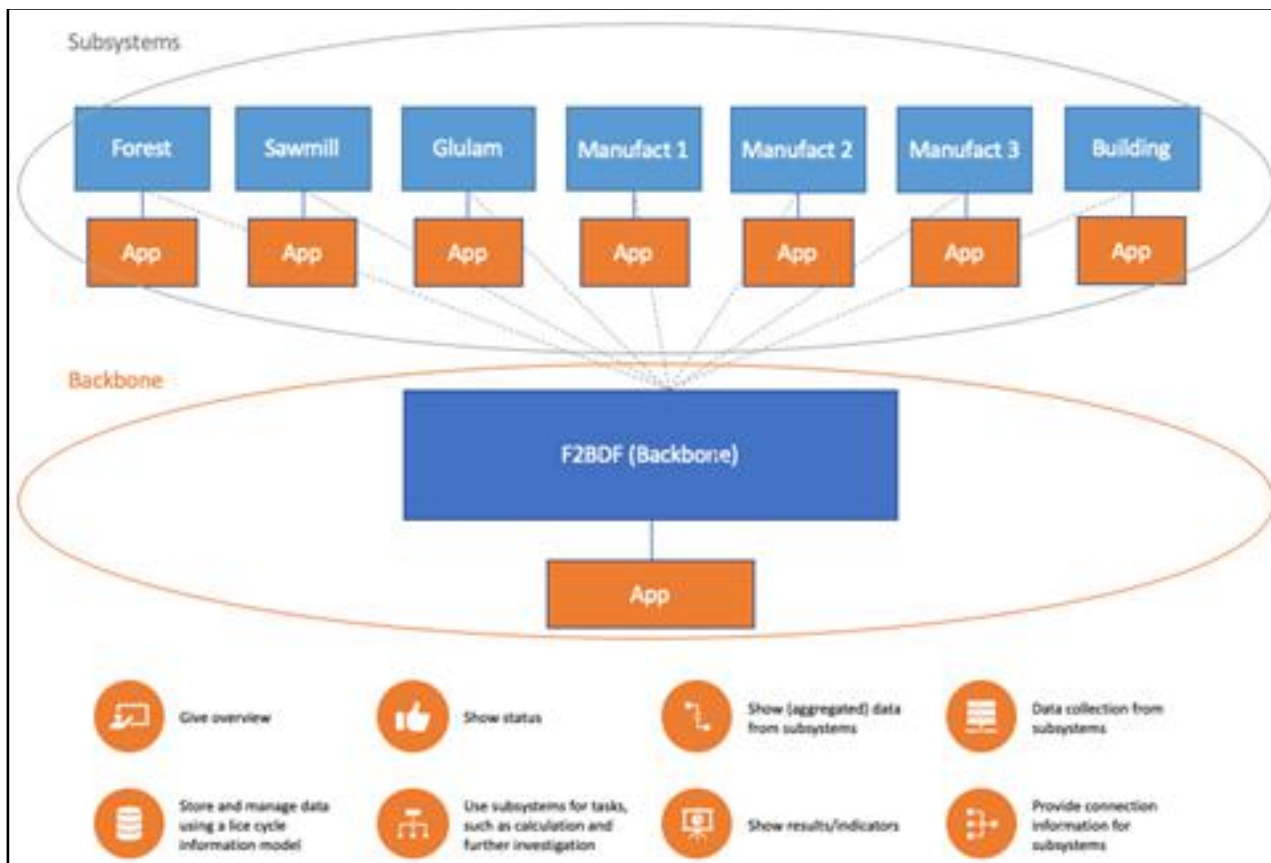 Subsystems
Forest
Sawmill
Glulam
Manufact 1
Manufact 2
Manufact 3
Building
App
App
App
App
App
App
App
Backbone
F2BDF (Backbone)
App
Give overview
Show status
Show (aggregated) data
from subsystems
Data collection from
subsystems
Store and manage data
using a lice cycle
information model
Use subsystems for tasks,
such as calculation and
further investigation
Show results/indicators
Provide connection
information for
subsystems